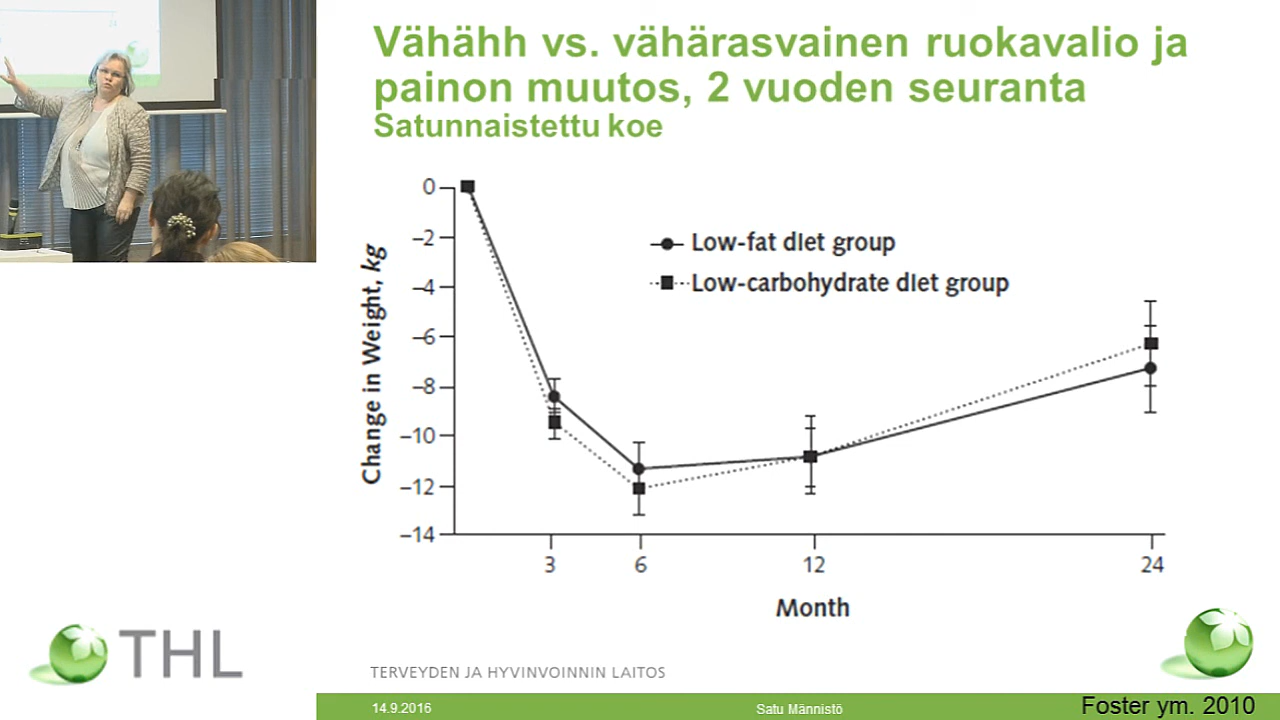 Vähähh vs. vähärasvainen ruokavalio ja
painon muutos, 2 vuoden seuranta
Satunnaistettu koe
0
–2
–4
–6
–8
–10
–12
–14
Change in Weight, kg
Low-fat diet group
Low-carbohydrate diet group
3 6 12 24
Month
THL
TERVEYDEN JA HYVINVOINNIN LAITOS
14.9.2016 Satu Männistö Foster ym. 2010